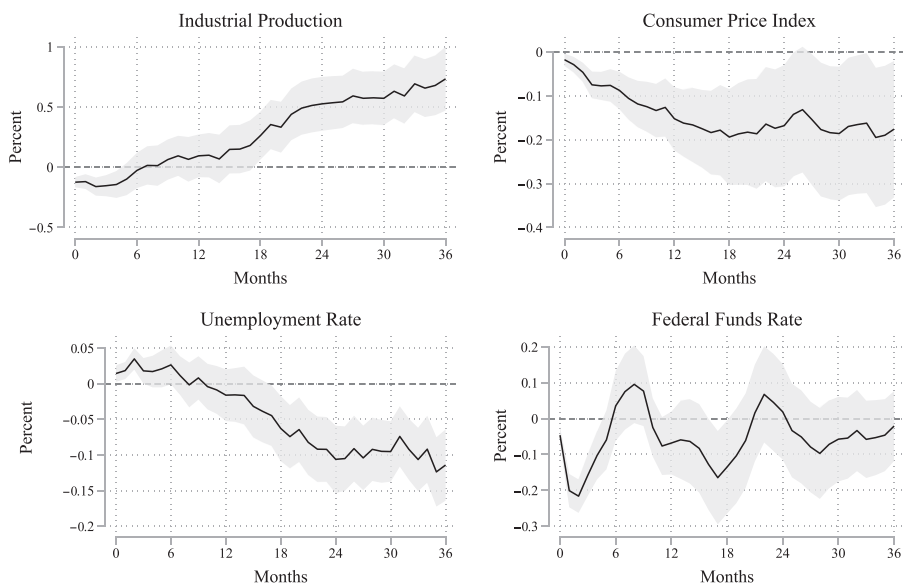 Industrial Production
Percent
1
0.5
0
−0.5
0 6 12 18 24 30 36
Months
Consumer Price Index
Percent
0
−0.1
−0.2
−0.3
−0.4
0 6 12 18 24 30 36
Months
Unemployment Rate
Percent
0.05
0
−0.05
−0.1
−0.15
−0.2
0 6 12 18 24 30 36
Months
Federal Funds Rate
Percent
0.2
0.1
0
−0.1
−0.2
−0.3
0 6 12 18 24 30 36
Months